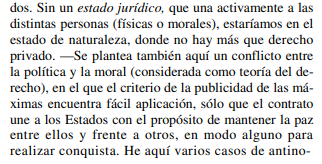 dos. Sin un estado jurídico, que una activamente a las
distintas personas (físicas o morales), estaríamos en el
estado de naturaleza, donde no hay más que derecho
privado. —Se plantea también aquí un conflicto entre
la política y la moral (considerada como teoría del de-
recho), en el que el criterio de la publicidad de las má-
ximas encuentra fácil aplicación, sólo que el contrato
une a los Estados con el propósito de mantener la paz
entre ellos y frente a otros, en modo alguno para
realizar conquista. He aquí varios casos de antino-